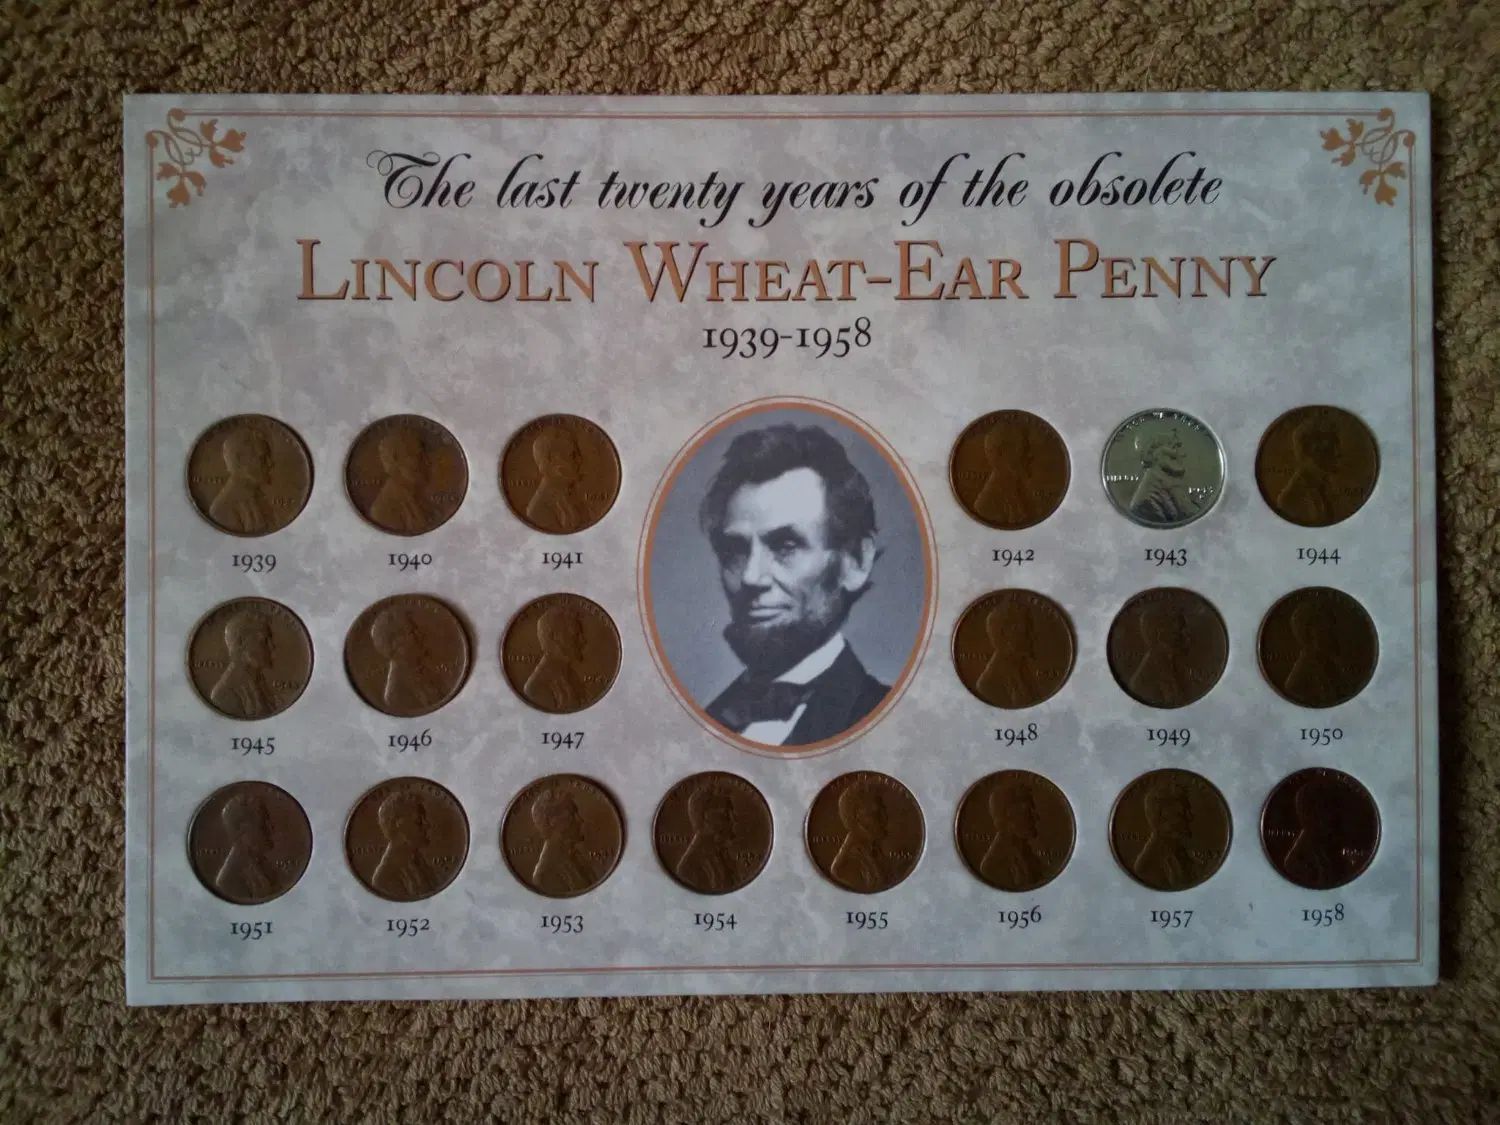 The last twenty years of the obsolete
LINCOLN WHEAT-EAR PENNY
1939-1958
1939 1940 1941 1942 1943 1944
1945 1946 1947 1948 1949 1950
1951 1952 1953 1954 1955 1956 1957 1958